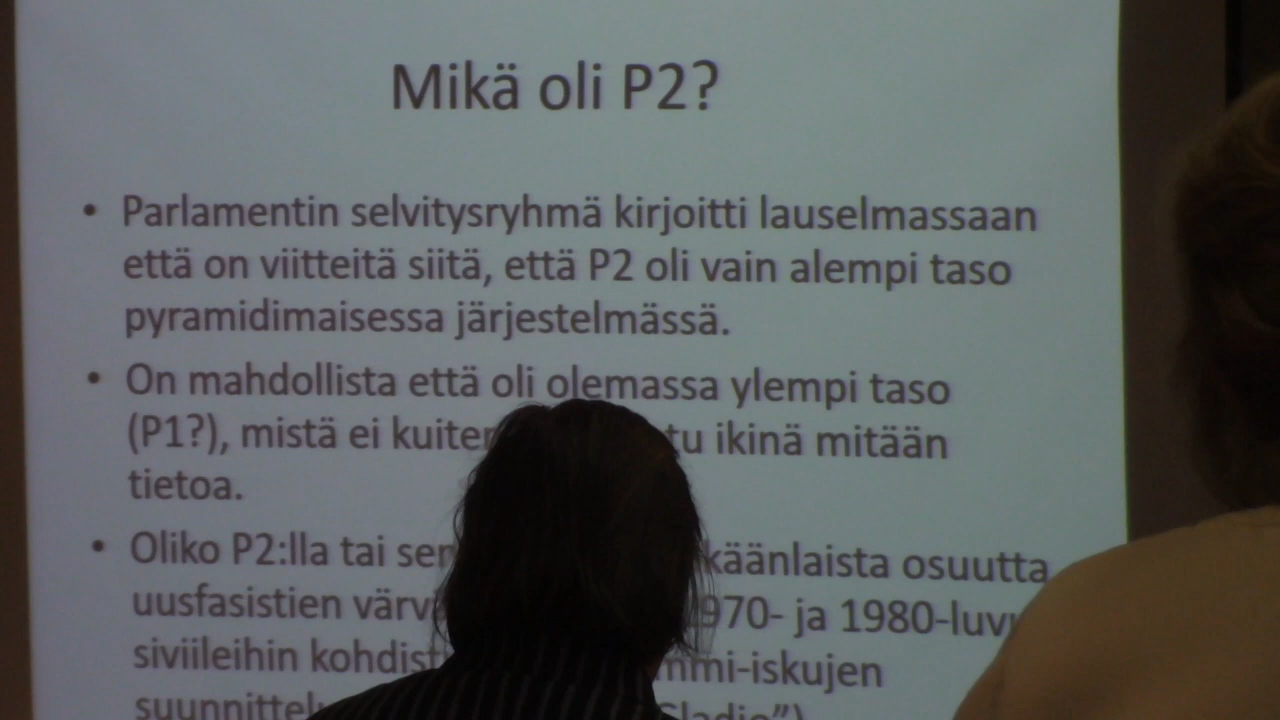 Mikä oli P2?
• Parlamentin selvitysryhmä kirjoitti lauselmassaan
että on viitteitä siitä, että P2 oli vain alempi taso
pyramidimaisessa järjestelmässä.
• On mahdollista että oli olemassa ylempi taso
(P1?), mistä ei ikinä mitään
tietoa.
• Oliko P2:lla tai osuutta
uusfasistien ja 1980-luvu
siviileihin